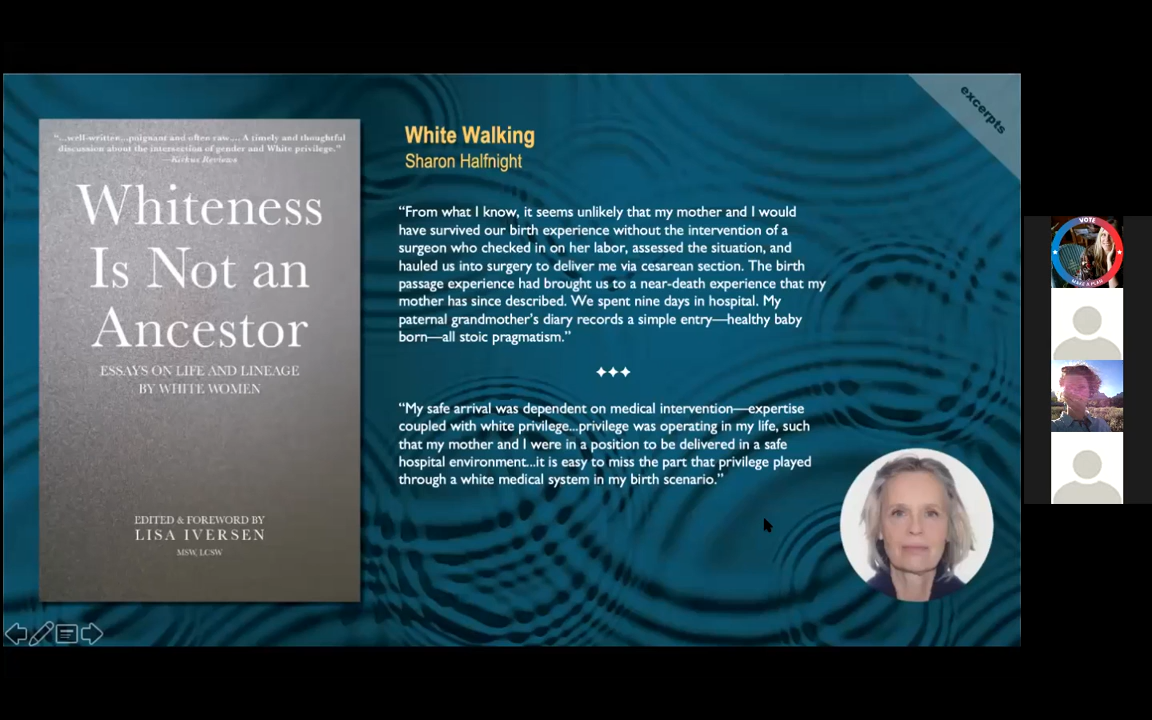 excerpts
"...well-written...poignant and often raw.... A timely and thoughtful
discussion about the intersection of gender and White privilege."
—Kirkus Reviews
Whiteness
Is Not an
Ancestor
ESSAYS ON LIFE AND LINEAGE
BY WHITE WOMEN
EDITED & FOREWORD BY
LISA IVERSEN
MSW, LCSW
White Walking
Sharon Halfnight
“From what I know, it seems unlikely that my mother and I would
have survived our birth experience without the intervention of a
surgeon who checked in on her labor, assessed the situation, and
hauled us into surgery to deliver me via cesarean section. The birth
passage experience had brought us to a near-death experience that my
mother has since described. We spent nine days in hospital. My
paternal grandmother’s diary records a simple entry—healthy baby
born—all stoic pragmatism.”
“My safe arrival was dependent on medical intervention—expertise
coupled with white privilege...privilege was operating in my life, such
that my mother and I were in a position to be delivered in a safe
hospital environment...it is easy to miss the part that privilege played
through a white medical system in my birth scenario.”
VOTE
MAKE A PLAN